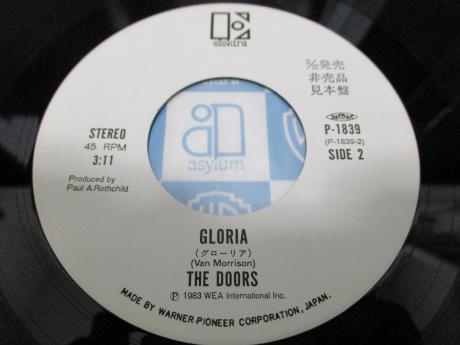 elektra
2/25発売
非売品
見本盤
STEREO
45 RPM
3:11
P-1839
(P-1839-2)
SIDE 2
Produced by
Paul A.Rothchild
asylum
GLORIA
(グローリア)
(Van Morrison)
THE DOORS
Ⓟ 1983 WEA International Inc.
MADE BY WARNER-PIONEER CORPORATION, JAPAN.